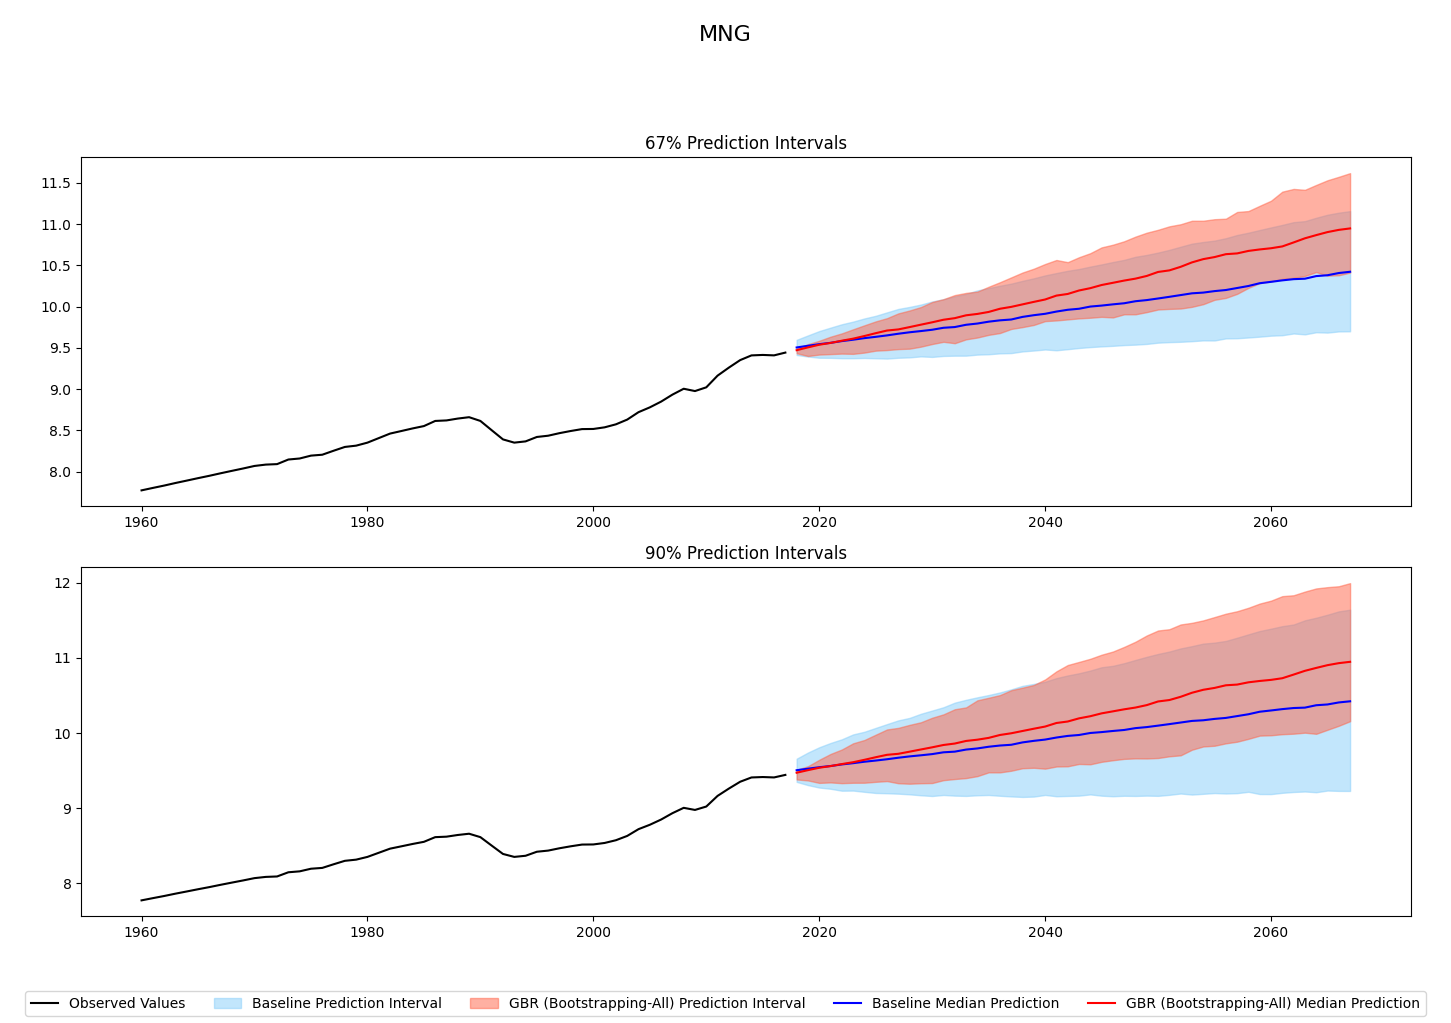 MNG
67% Prediction Intervals
11.5
11.0
10.5
10.0
9.5
9.0
8.5
8.0
1960 1980 2000 2020 2040 2060
90% Prediction Intervals
12
11
10
9
8
1960 1980 2000 2020 2040 2060
Observed Values Baseline Prediction Interval GBR (Bootstrapping-All) Prediction Interval Baseline Median Prediction GBR (Bootstrapping-All) Median Prediction